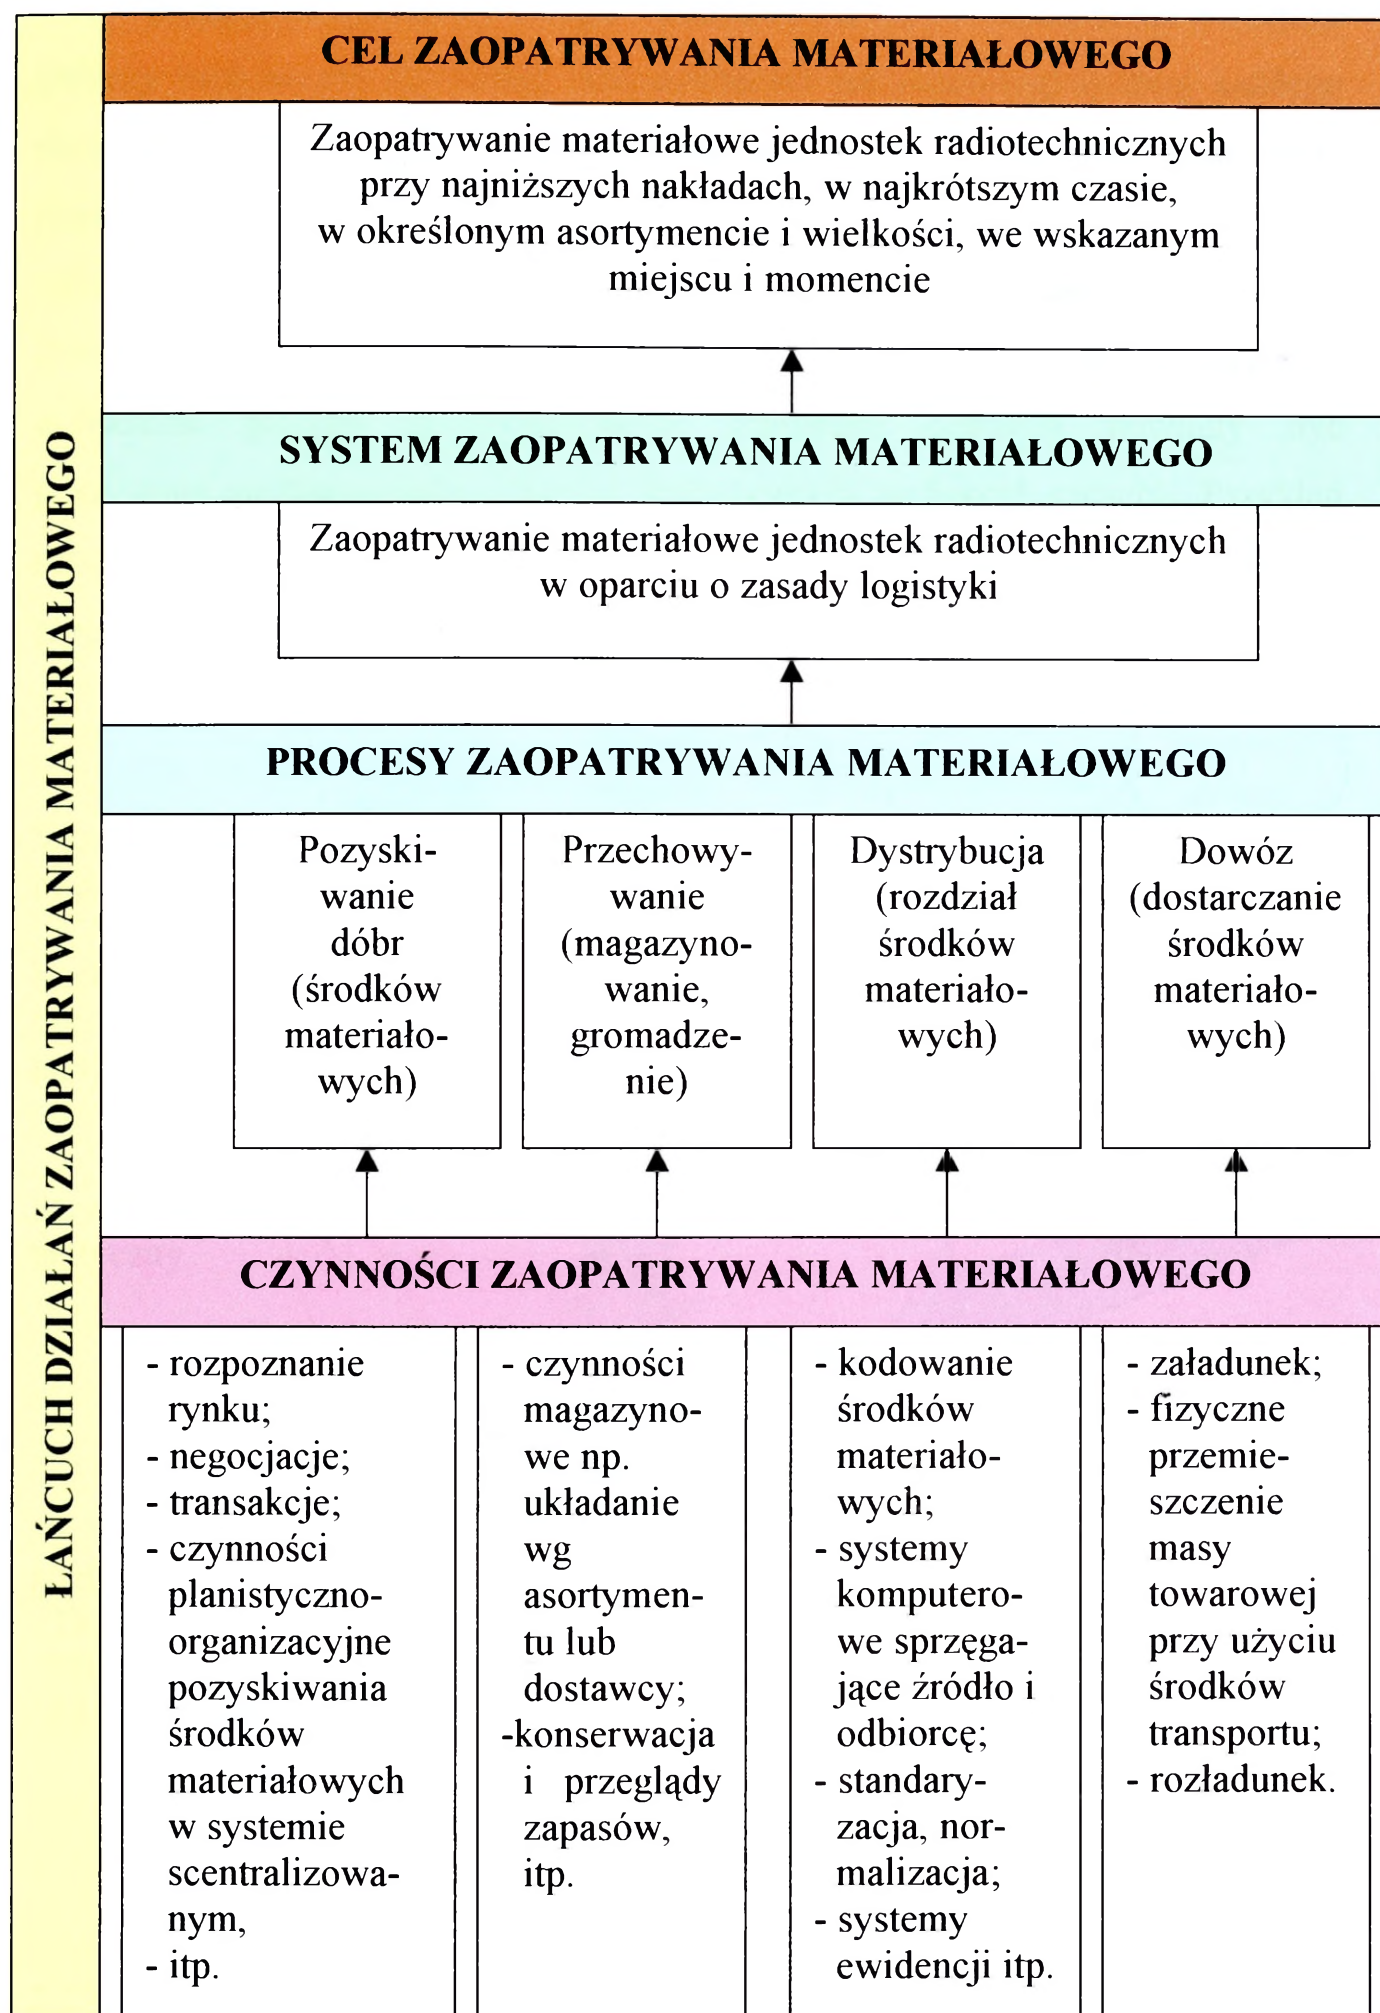 ŁAŃCUCH DZIAŁAŃ ZAOPATRYWANIA MATERIAŁOWEGO
CEL ZAOPATRYWANIA MATERIAŁOWEGO
Zaopatrywanie materiałowe jednostek radiotechnicznych
przy najniższych nakładach, w najkrótszym czasie,
w określonym asortymencie i wielkości, we wskazanym
miejscu i momencie
SYSTEM ZAOPATRYWANIA MATERIAŁOWEGO
Zaopatrywanie materiałowe jednostek radiotechnicznych
w oparciu o zasady logistyki
PROCESY ZAOPATRYWANIA MATERIAŁOWEGO
Pozyski-
wanie
dóbr
(środków
materiało-
wych)
Przechowy-
wanie
(magazyno-
wanie,
gromadze-
nie)
Dystrybucja
(rozdział
środków
materiało-
wych)
Dowóz
(dostarczanie
środków
materiało-
wych)
CZYNNOŚCI ZAOPATRYWANIA MATERIAŁOWEGO
- rozpoznanie
rynku;
- negocjacje;
- transakcje;
- czynności
planistyczno-
organizacyjne
pozyskiwania
środków
materiałowych
w systemie
scentralizowa-
nym,
- itp.
- czynności
magazyno-
we np.
układanie
wg
asortymen-
tu lub
dostawcy;
-konserwacja
i przeglądy
zapasów,
itp.
- kodowanie
środków
materiało-
wych;
- systemy
komputero-
we sprzęga-
jące źródło i
odbiorcę;
- standary-
zacja, nor-
malizacja;
- systemy
ewidencji itp.
- załadunek;
- fizyczne
przemie-
szczenie
masy
towarowej
przy użyciu
środków
transportu;
- rozładunek.